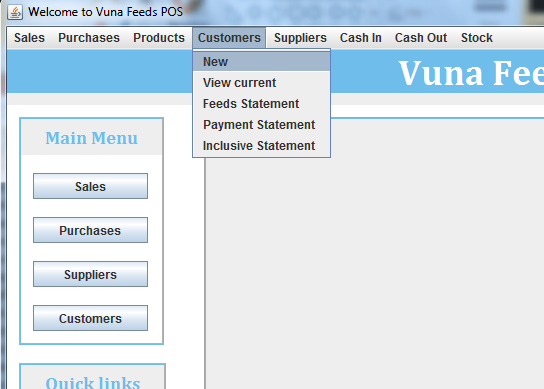 Welcome to Vuna Feeds POS
Sales Purchases Products Customers Suppliers Cash In Cash Out Stock
New
View current
Feeds Statement
Payment Statement
Inclusive Statement
Vuna Fee
Main Menu
Sales
Purchases
Suppliers
Customers
Quick links